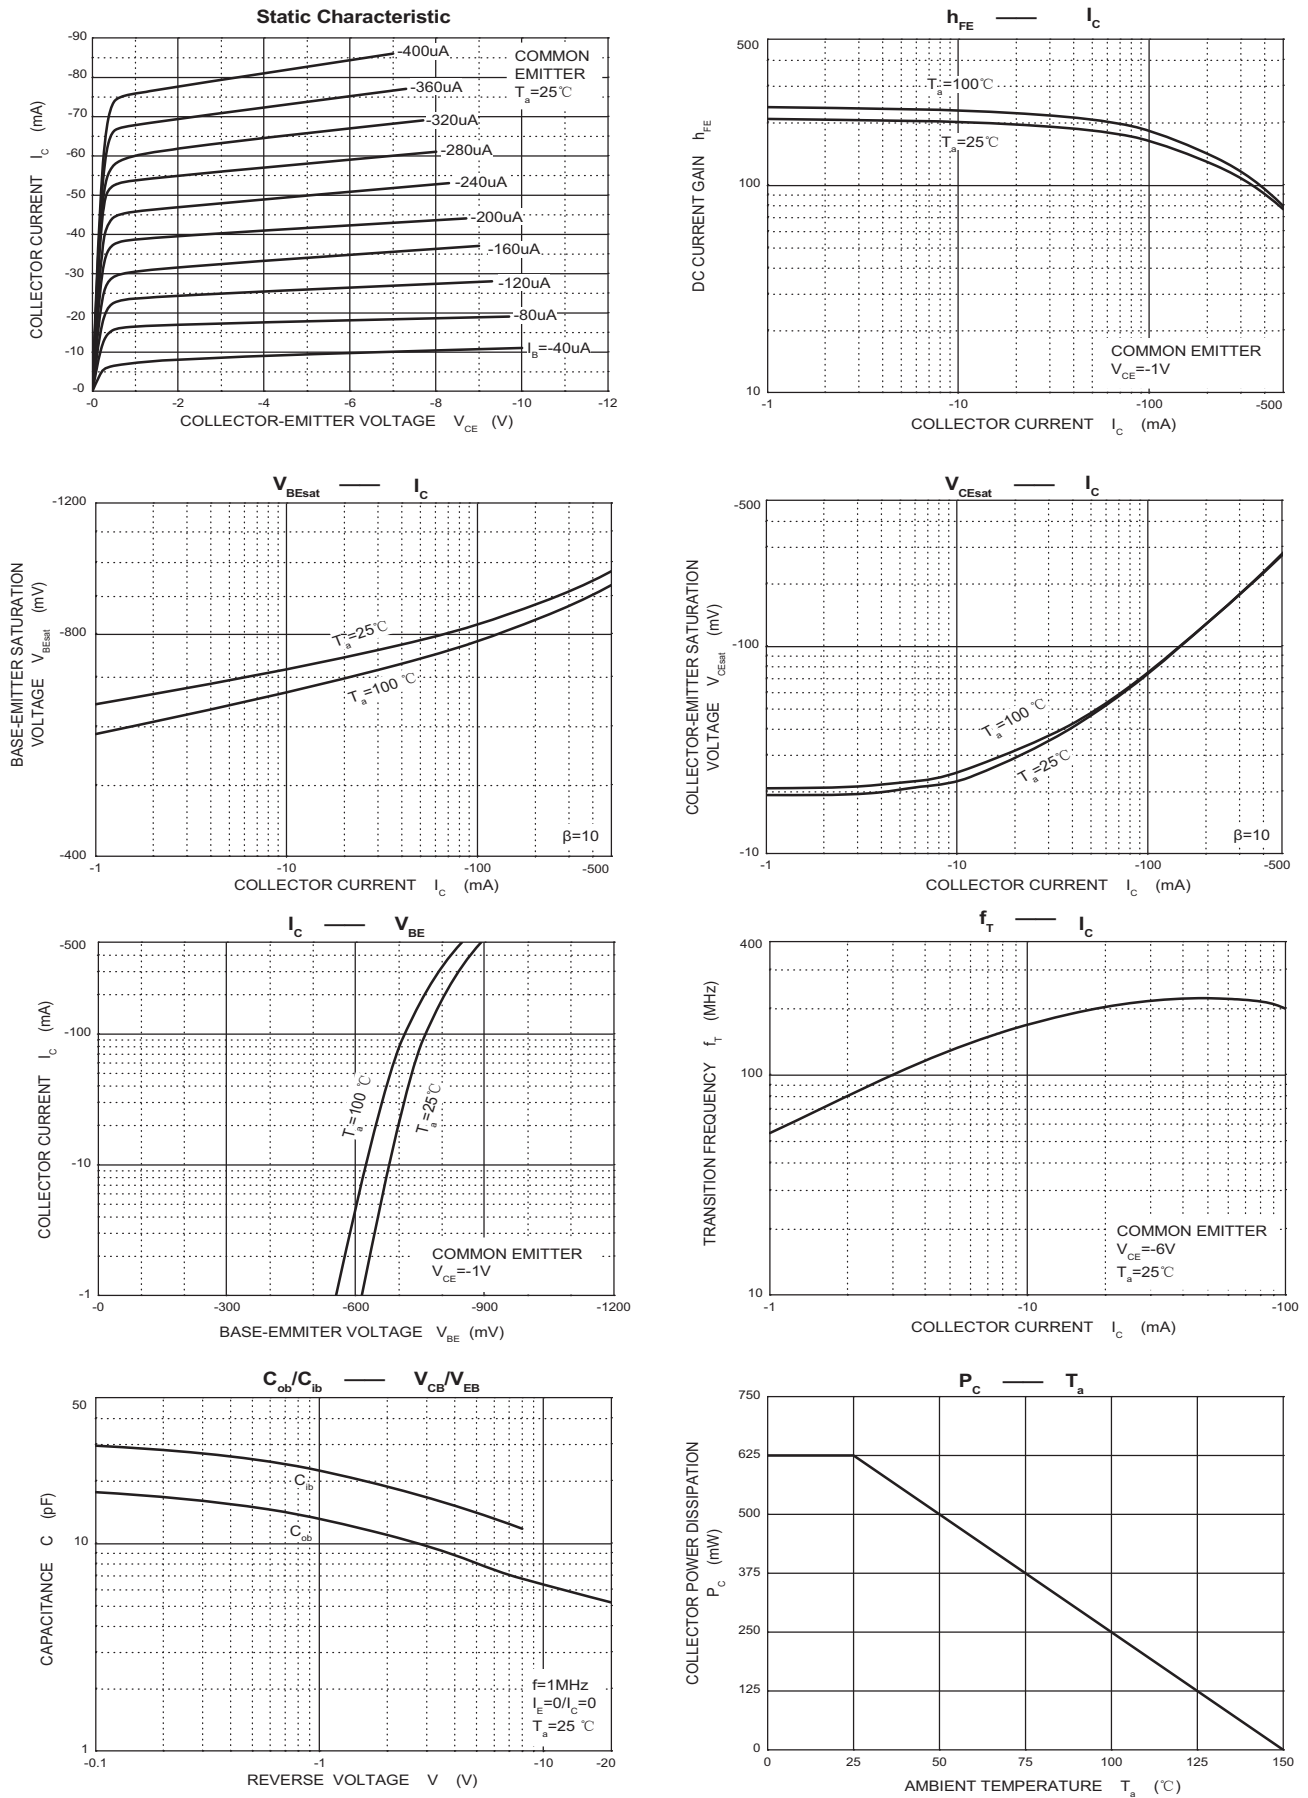 Static Characteristic
-90
-80
-70
-60
-50
-40
-30
-20
-10
-0
COLLECTOR CURRENT I_C (mA)
-400uA
-360uA
-320uA
-280uA
-240uA
-200uA
-160uA
-120uA
-80uA
I_B=-40uA
COMMON
EMITTER
T_a=25℃
-0 -2 -4 -6 -8 -10 -12
COLLECTOR-EMITTER VOLTAGE V_CE (V)
h_FE —— I_C
500
100
10
DC CURRENT GAIN h_FE
T_a=100℃
T_a=25℃
COMMON EMITTER
V_CE=-1V
-1 -10 -100 -500
COLLECTOR CURRENT I_C (mA)
V_BEsat —— I_C
-1200
-800
-400
BASE-EMITTER SATURATION
VOLTAGE V_BEsat (mV)
T_a=25℃
T_a=100 ℃
β=10
-1 -10 -100 -500
COLLECTOR CURRENT I_C (mA)
V_CEsat —— I_C
-500
-100
-10
COLLECTOR-EMITTER SATURATION
VOLTAGE V_CEsat (mV)
T_a=100 ℃
T_a=25℃
β=10
-1 -10 -100 -500
COLLECTOR CURRENT I_C (mA)
I_C —— V_BE
-500
-100
-10
-1
COLLECTOR CURRENT I_C (mA)
T_a=100 ℃
T_a=25℃
COMMON EMITTER
V_CE=-1V
-0 -300 -600 -900 -1200
BASE-EMMITER VOLTAGE V_BE (mV)
f_T —— I_C
400
100
10
TRANSITION FREQUENCY f_T (MHz)
COMMON EMITTER
V_CE=-6V
T_a=25℃
-1 -10 -100
COLLECTOR CURRENT I_C (mA)
C_ob/C_ib —— V_CB/V_EB
50
10
1
CAPACITANCE C (pF)
C_ib
C_ob
f=1MHz
I_E=0/I_C=0
T_a=25 ℃
-0.1 -1 -10 -20
REVERSE VOLTAGE V (V)
P_C —— T_a
750
625
500
375
250
125
0
COLLECTOR POWER DISSIPATION
P_C (mW)
0 25 50 75 100 125 150
AMBIENT TEMPERATURE T_a (℃)